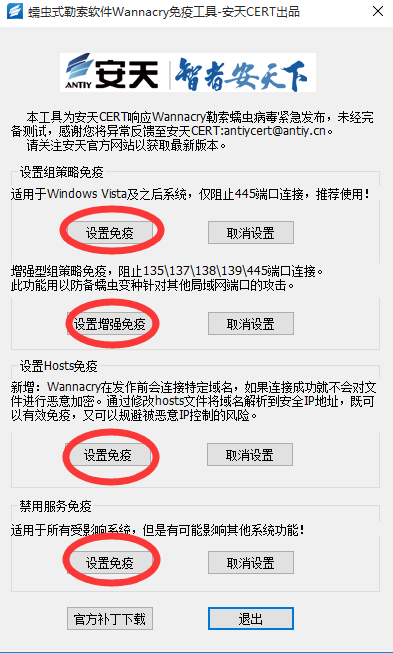 蠕虫式勒索软件Wannacry免疫工具-安天CERT出品
ANTIY 安天 智者安天下
本工具为安天CERT响应Wannacry勒索蠕虫病毒紧急发布，未经完
备测试，感谢您将异常反馈至安天CERT:antiycert@antiy.cn。
请关注安天官方网站以获取最新版本。
设置组策略免疫
适用于Windows Vista及之后系统，仅阻止445端口连接，推荐使用！
设置免疫 取消设置
增强型组策略免疫，阻止135\137\138\139\445端口连接。
此功能用以防备蠕虫变种针对其他局域网端口的攻击。
设置增强免疫 取消设置
设置Hosts免疫
新增：Wannacry在发作前会连接特定域名，如果连接成功就不会对文
件进行恶意加密。通过修改hosts文件将域名解析到安全IP地址，既可
以有效免疫，又可以规避被恶意IP控制的风险。
设置免疫 取消设置
禁用服务免疫
适用于所有受影响系统，但是有可能影响其他系统功能！
设置免疫 取消设置
官方补丁下载 退出